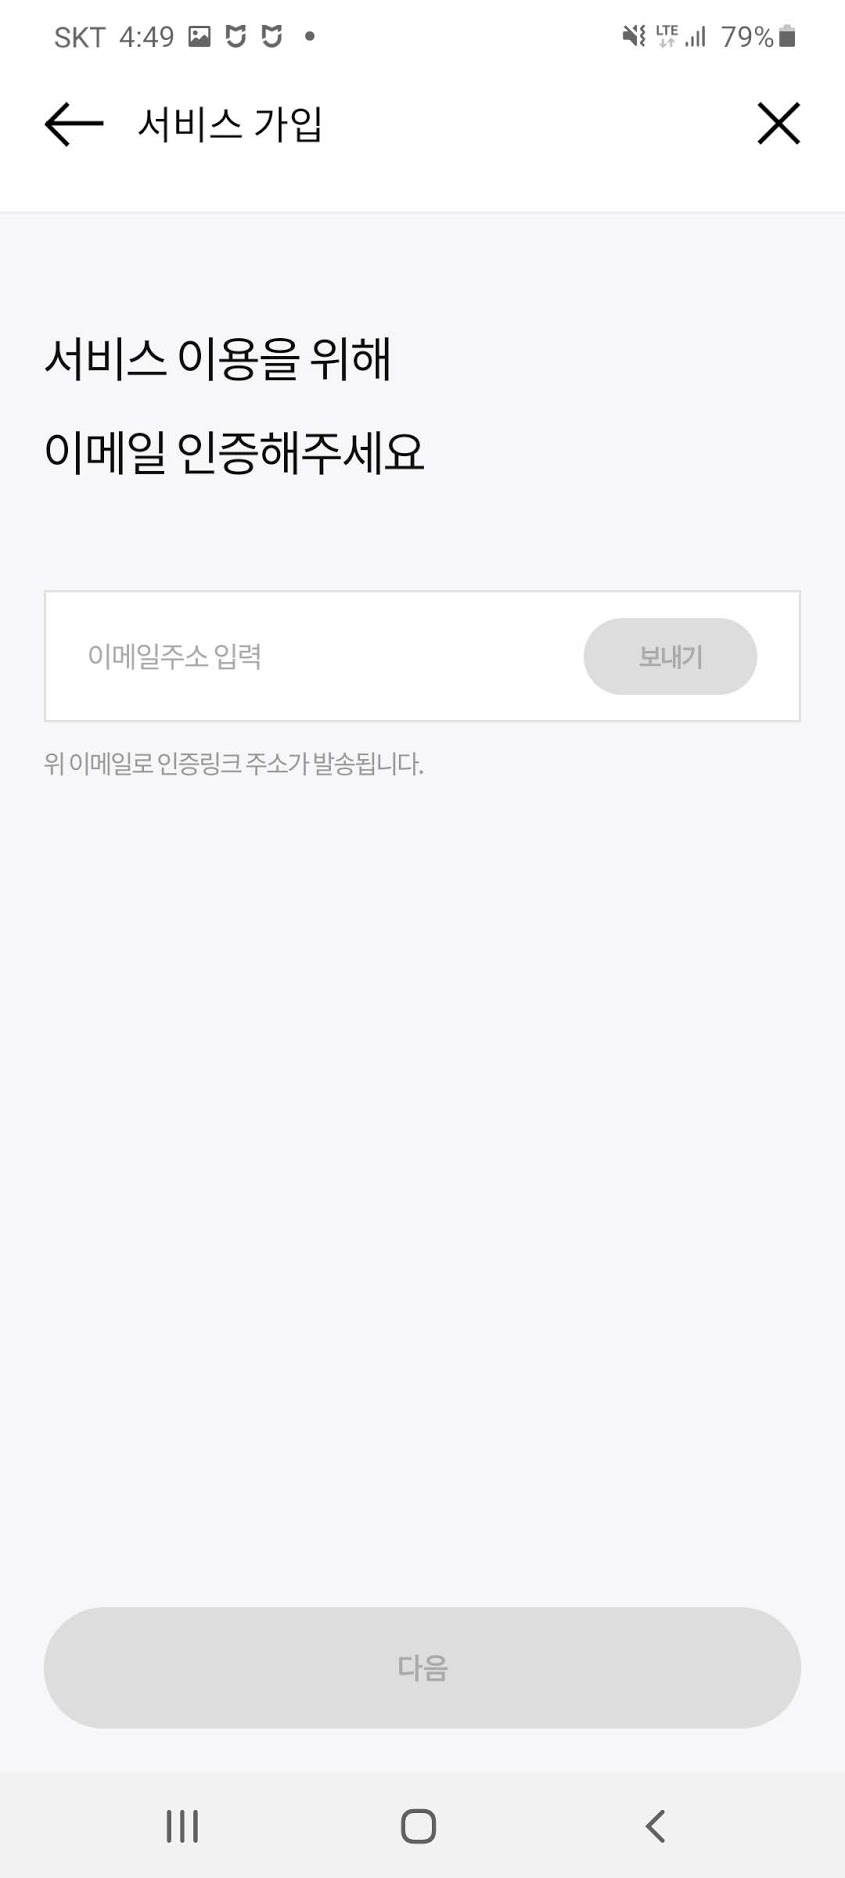 SKT 4:49
LTE 79%
서비스 가입
서비스 이용을 위해
이메일 인증해주세요
이메일주소 입력
보내기
위 이메일로 인증링크 주소가 발송됩니다.
다음